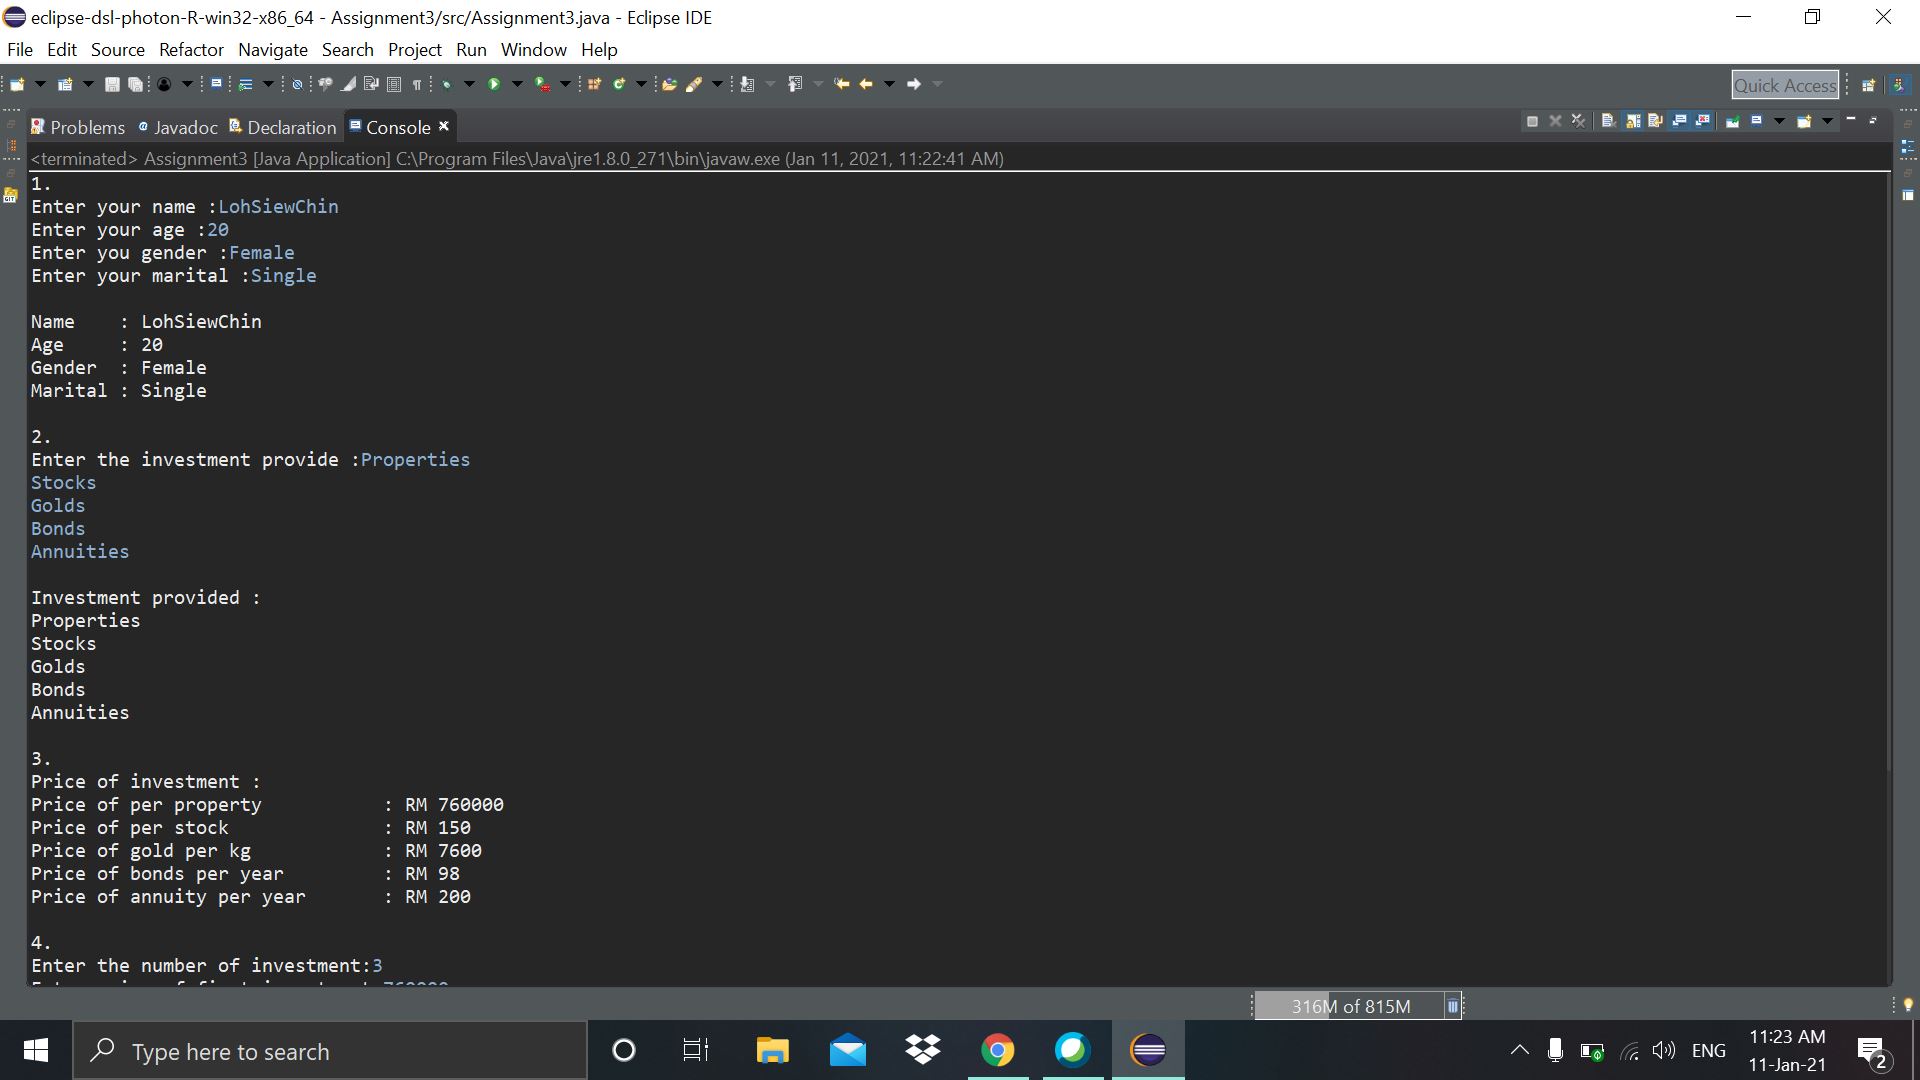 eclipse-dsl-photon-R-win32-x86_64 - Assignment3/src/Assignment3.java - Eclipse IDE
File Edit Source Refactor Navigate Search Project Run Window Help
Quick Access
Problems Javadoc Declaration Console
<terminated> Assignment3 [Java Application] C:\Program Files\Java\jre1.8.0_271\bin\javaw.exe (Jan 11, 2021, 11:22:41 AM)
1.
Enter your name :LohSiewChin
Enter your age :20
Enter you gender :Female
Enter your marital :Single
Name : LohSiewChin
Age : 20
Gender : Female
Marital : Single
2.
Enter the investment provide :Properties
Stocks
Golds
Bonds
Annuities
Investment provided :
Properties
Stocks
Golds
Bonds
Annuities
3.
Price of investment :
Price of per property : RM 760000
Price of per stock : RM 150
Price of gold per kg : RM 7600
Price of bonds per year : RM 98
Price of annuity per year : RM 200
4.
Enter the number of investment:3
316M of 815M
Type here to search
ENG
11:23 AM
11-Jan-21
2